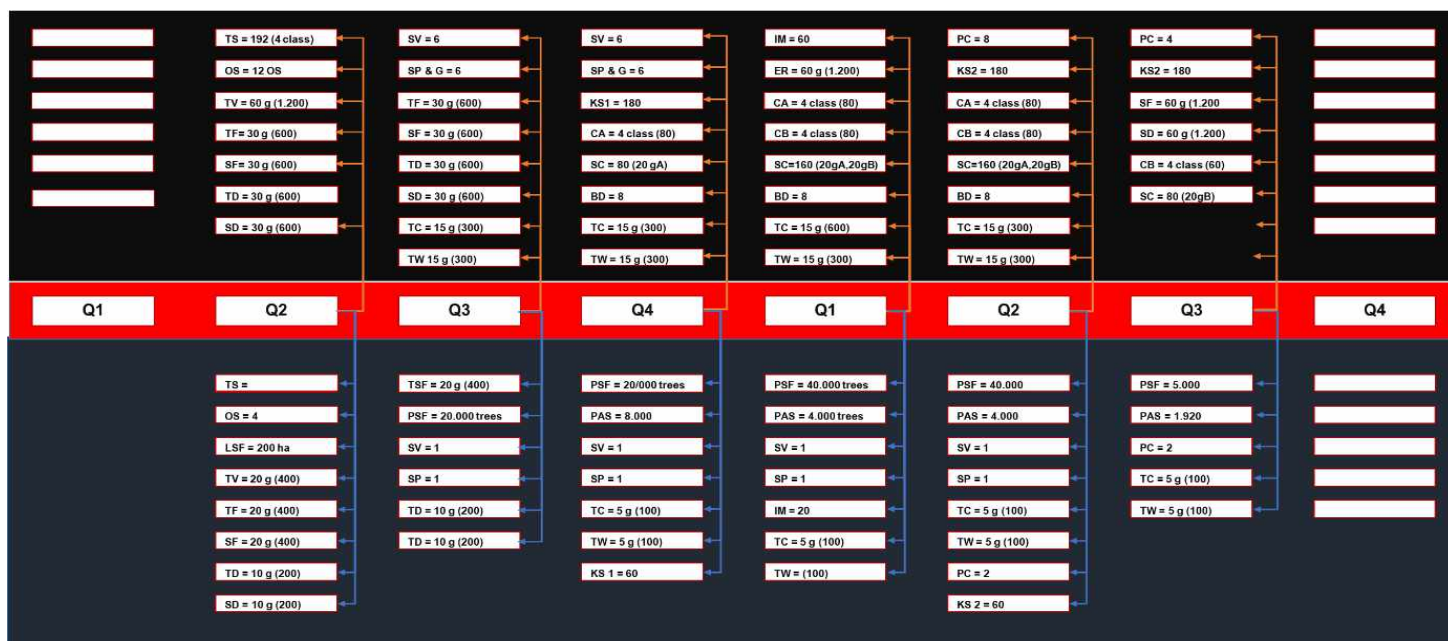 TS = 192 (4 class)
OS = 12 OS
TV = 60 g (1.200)
TF= 30 g (600)
SF= 30 g (600)
TD = 30 g (600)
SD = 30 g (600)
SV = 6
SP & G = 6
TF = 30 g (600)
SF = 30 g (600)
TD = 30 g (600)
SD = 30 g (600)
TC = 15 g (300)
TW 15 g (300)
SV = 6
SP & G = 6
KS1 = 180
CA = 4 class (80)
SC = 80 (20 gA)
BD = 8
TC = 15 g (300)
TW = 15 g (300)
IM = 60
ER = 60 g (1.200)
CA = 4 class (80)
CB = 4 class (80)
SC=160 (20gA,20gB)
BD = 8
TC = 15 g (600)
TW = 15 g (300)
PC = 8
KS2 = 180
CA = 4 class (80)
CB = 4 class (80)
SC=160 (20gA,20gB)
BD = 8
TC = 15 g (300)
TW = 15 g (300)
PC = 4
KS2 = 180
SF = 60 g (1.200
SD = 60 g (1.200)
CB = 4 class (60)
SC = 80 (20gB)
Q1
Q2
Q3
Q4
Q1
Q2
Q3
Q4
TS =
OS = 4
LSF = 200 ha
TV = 20 g (400)
TF = 20 g (400)
SF = 20 g (400)
TD = 10 g (200)
SD = 10 g (200)
TSF = 20 g (400)
PSF = 20.000 trees
SV = 1
SP = 1
TD = 10 g (200)
TD = 10 g (200)
PSF = 20/000 trees
PAS = 8.000
SV = 1
SP = 1
TC = 5 g (100)
TW = 5 g (100)
KS 1 = 60
PSF = 40.000 trees
PAS = 4.000 trees
SV = 1
SP = 1
IM = 20
TC = 5 g (100)
TW = (100)
PSF = 40.000
PAS = 4.000
SV = 1
SP = 1
TC = 5 g (100)
TW = 5 g (100)
PC = 2
KS 2 = 60
PSF = 5.000
PAS = 1.920
PC = 2
TC = 5 g (100)
TW = 5 g (100)